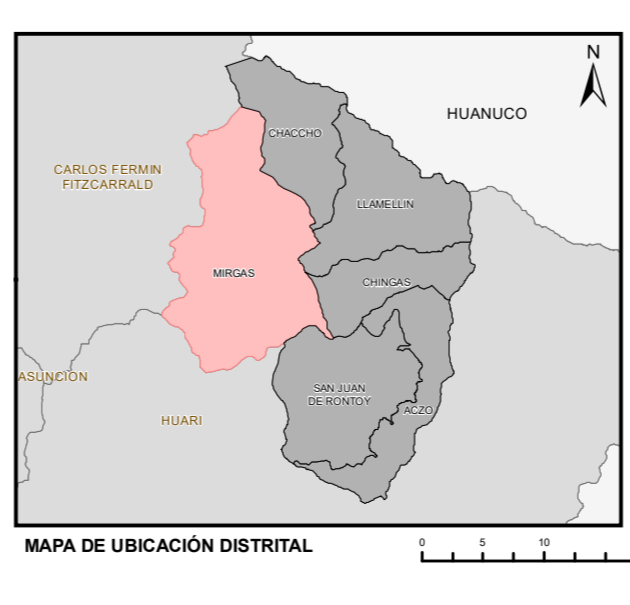 N
HUANUCO
CHACCHO
CARLOS FERMIN
FITZCARRALD
LLAMELLIN
MIRGAS
CHINGAS
ASUNCION
SAN JUAN
DE RONTOY
ACZO
HUARI
MAPA DE UBICACIÓN DISTRITAL
0 5 10